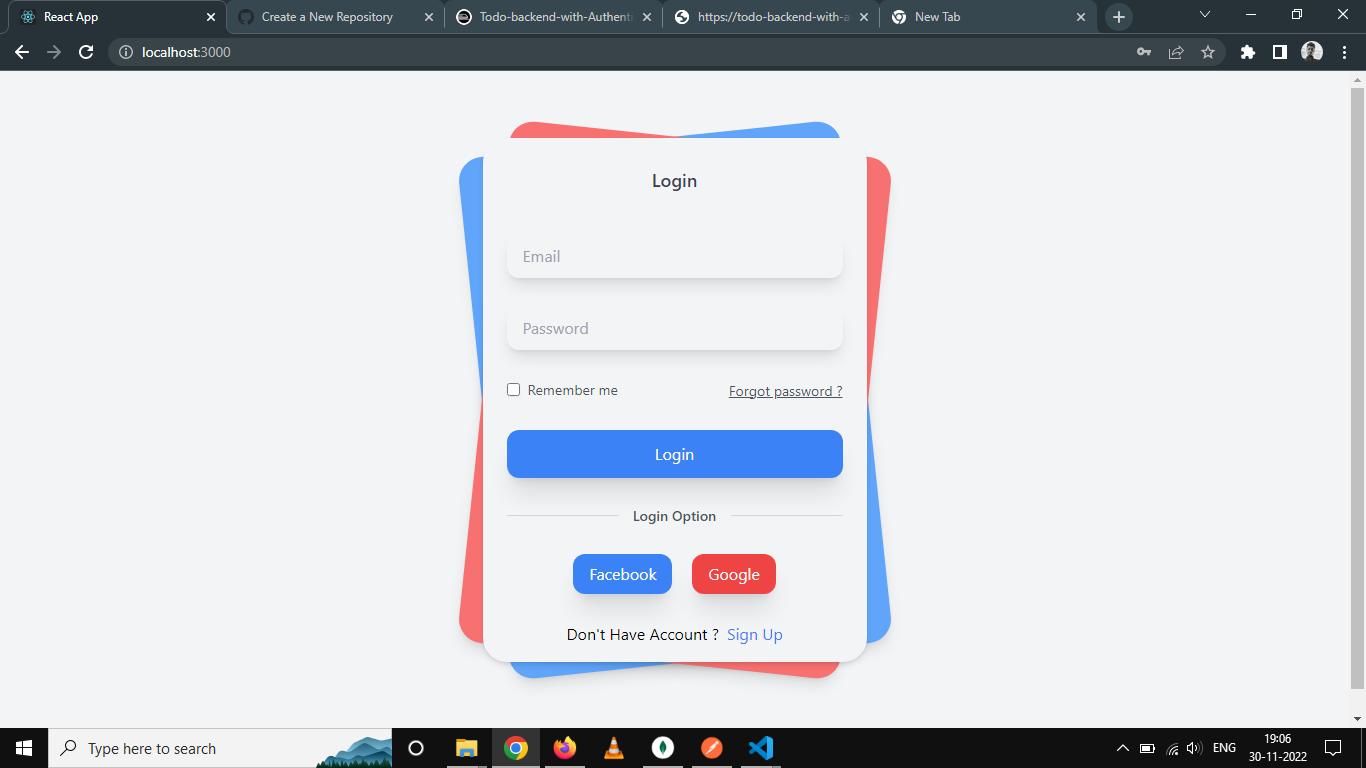 React App
Create a New Repository
Todo-backend-with-Authenti
https://todo-backend-with-a
New Tab
localhost:3000
Login
Email
Password
Remember me
Forgot password ?
Login
Login Option
Facebook
Google
Don't Have Account ? Sign Up
Type here to search
ENG
19:06
30-11-2022